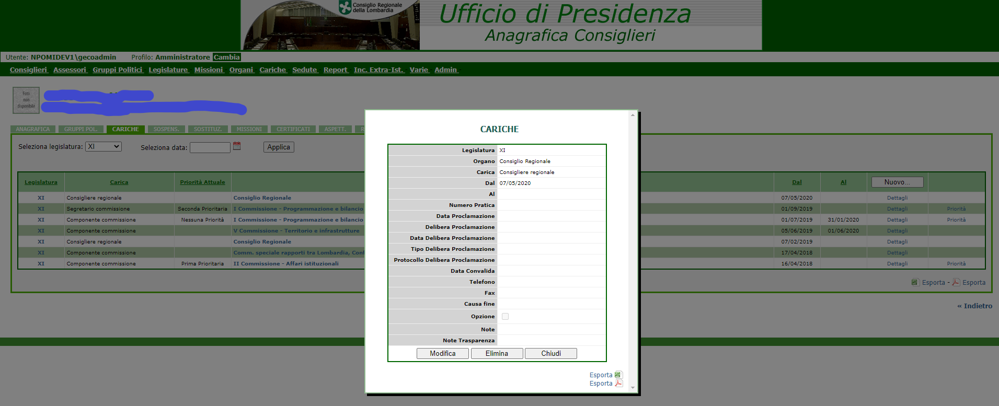 Consiglio Regionale
della Lombardia
Ufficio di Presidenza
Anagrafica Consiglieri
Utente: NPOMIDEV1\gecoadmin Profilo: Amministratore Cambia
Consiglieri Assessori Gruppi Politici Legislature Missioni Organi Cariche Sedute Report Inc. Extra-Ist. Varie Admin
Foto
non
disponibile
ANAGRAFICA GRUPPI POL. CARICHE SOSPENS. SOSTITUZ. MISSIONI CERTIFICATI ASPETT.
Seleziona legislatura: XI Seleziona data: Applica
Legislatura Carica Priorità Attuale Dal Al Nuovo...
XI Consigliere regionale Consiglio Regionale 07/05/2020 Dettagli
XI Segretario commissione Seconda Prioritaria I Commissione - Programmazione e bilancio 01/09/2019 Dettagli Priorità
XI Componente commissione Nessuna Priorità I Commissione - Programmazione e bilancio 01/07/2019 31/01/2020 Dettagli Priorità
XI Componente commissione V Commissione - Territorio e infrastrutture 05/06/2019 01/06/2020 Dettagli
XI Consigliere regionale Consiglio Regionale 07/02/2019 Dettagli
XI Componente commissione Comm. speciale rapporti tra Lombardia, 17/04/2018 Dettagli
XI Componente commissione Prima Prioritaria II Commissione - Affari istituzionali 16/04/2018 Dettagli Priorità
Esporta - Esporta
« Indietro
CARICHE
Legislatura XI
Organo Consiglio Regionale
Carica Consigliere regionale
Dal 07/05/2020
Al
Numero Pratica
Data Proclamazione
Delibera Proclamazione
Data Delibera Proclamazione
Tipo Delibera Proclamazione
Protocollo Delibera Proclamazione
Data Convalida
Telefono
Fax
Causa fine
Opzione
Note
Note Trasparenza
Modifica Elimina Chiudi
Esporta
Esporta